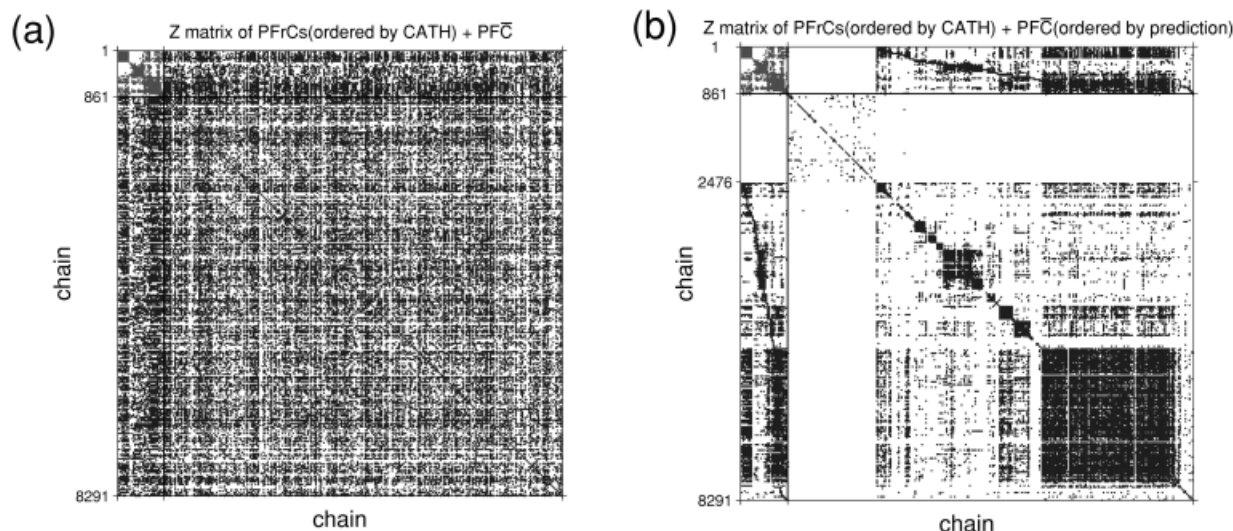 (a)
Z matrix of PFrCs(ordered by CATH) + PFC̅
1
861
chain
8291
chain
(b)
Z matrix of PFrCs(ordered by CATH) + PFC̅(ordered by prediction)
1
861
2476
chain
8291
chain